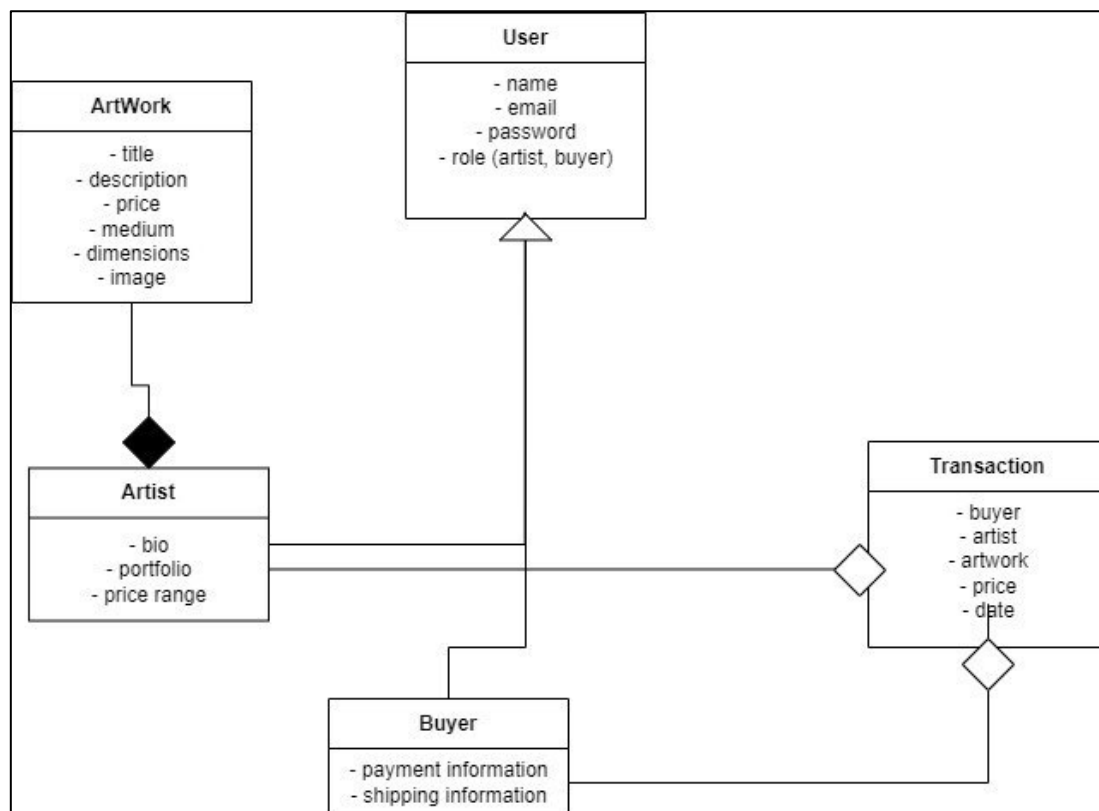 User
- name
- email
- password
- role (artist, buyer)
ArtWork
- title
- description
- price
- medium
- dimensions
- image
Artist
- bio
- portfolio
- price range
Transaction
- buyer
- artist
- artwork
- price
- date
Buyer
- payment information
- shipping information